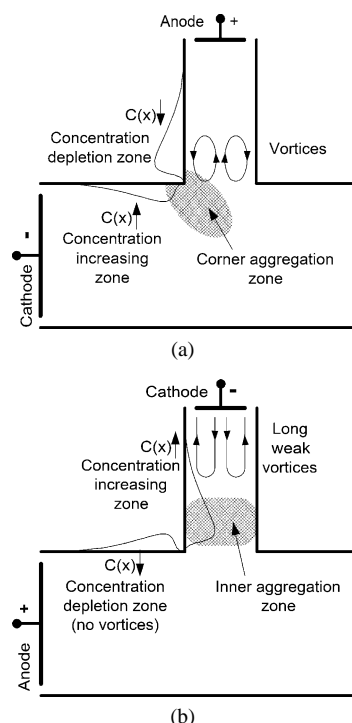 Anode +
C(x)
Concentration
depletion zone
Vortices
C(x)
Concentration
increasing
zone
Corner aggregation
zone
-
Cathode
(a)
Cathode -
Long
weak
vortices
C(x)
Concentration
increasing
zone
C(x)
Concentration
depletion zone
(no vortices)
Inner aggregation
zone
+
Anode
(b)